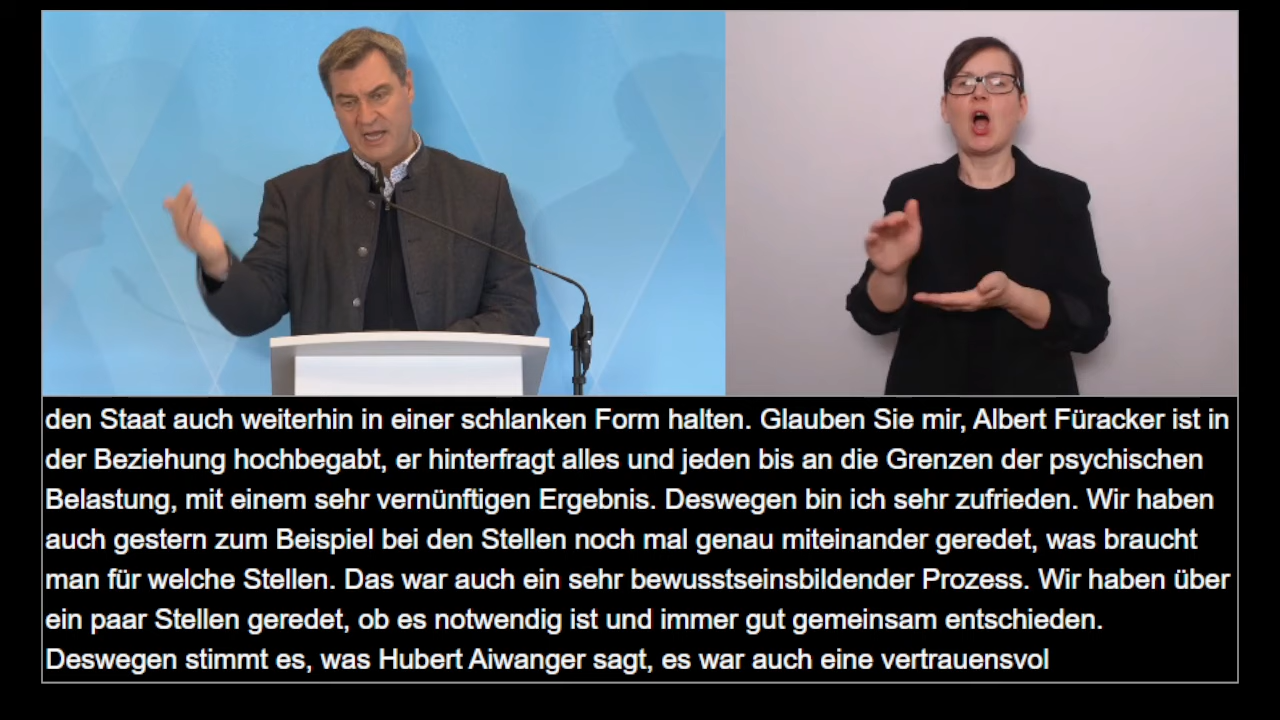 den Staat auch weiterhin in einer schlanken Form halten. Glauben Sie mir, Albert Füracker ist in
der Beziehung hochbegabt, er hinterfragt alles und jeden bis an die Grenzen der psychischen
Belastung, mit einem sehr vernünftigen Ergebnis. Deswegen bin ich sehr zufrieden. Wir haben
auch gestern zum Beispiel bei den Stellen noch mal genau miteinander geredet, was braucht
man für welche Stellen. Das war auch ein sehr bewusstseinsbildender Prozess. Wir haben über
ein paar Stellen geredet, ob es notwendig ist und immer gut gemeinsam entschieden.
Deswegen stimmt es, was Hubert Aiwanger sagt, es war auch eine vertrauensvol